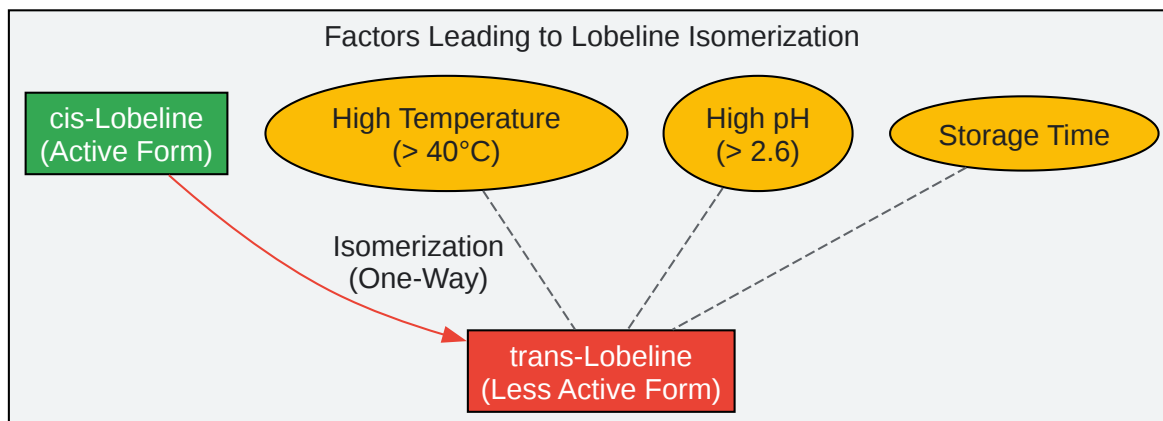 Factors Leading to Lobeline Isomerization
cis-Lobeline
(Active Form)
High Temperature
(> 40°C)
High pH
(> 2.6)
Storage Time
Isomerization
(One-Way)
trans-Lobeline
(Less Active Form)